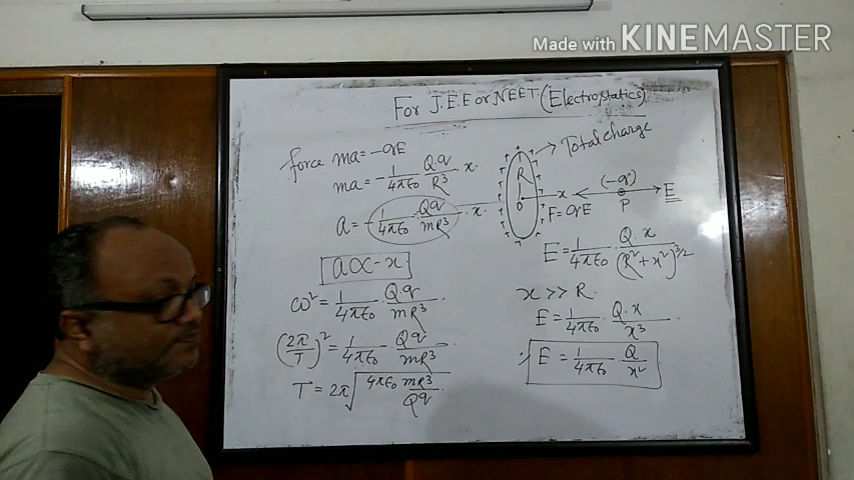 Made with KINEMASTER
For J.E.E or NEET (Electrostatics)
force ma = -qE
ma = - 1/4πε₀ Q.q/R³ x.
a = - 1/4πε₀ Qq/mR³ . x.
a ∝ - x
ω² = 1/4πε₀ . Qq/mR³
(2π/T)² = 1/4πε₀ . Qq/mR³
T = 2π √(4πε₀ mR³/Qq)
Total charge
R
O
x
(-q)
P
E
F = qE
E = 1/4πε₀ . Q.x/(R² + x²)^3/2
x >> R.
E = 1/4πε₀ . Q.x/x³
∴ E = 1/4πε₀ . Q/x²